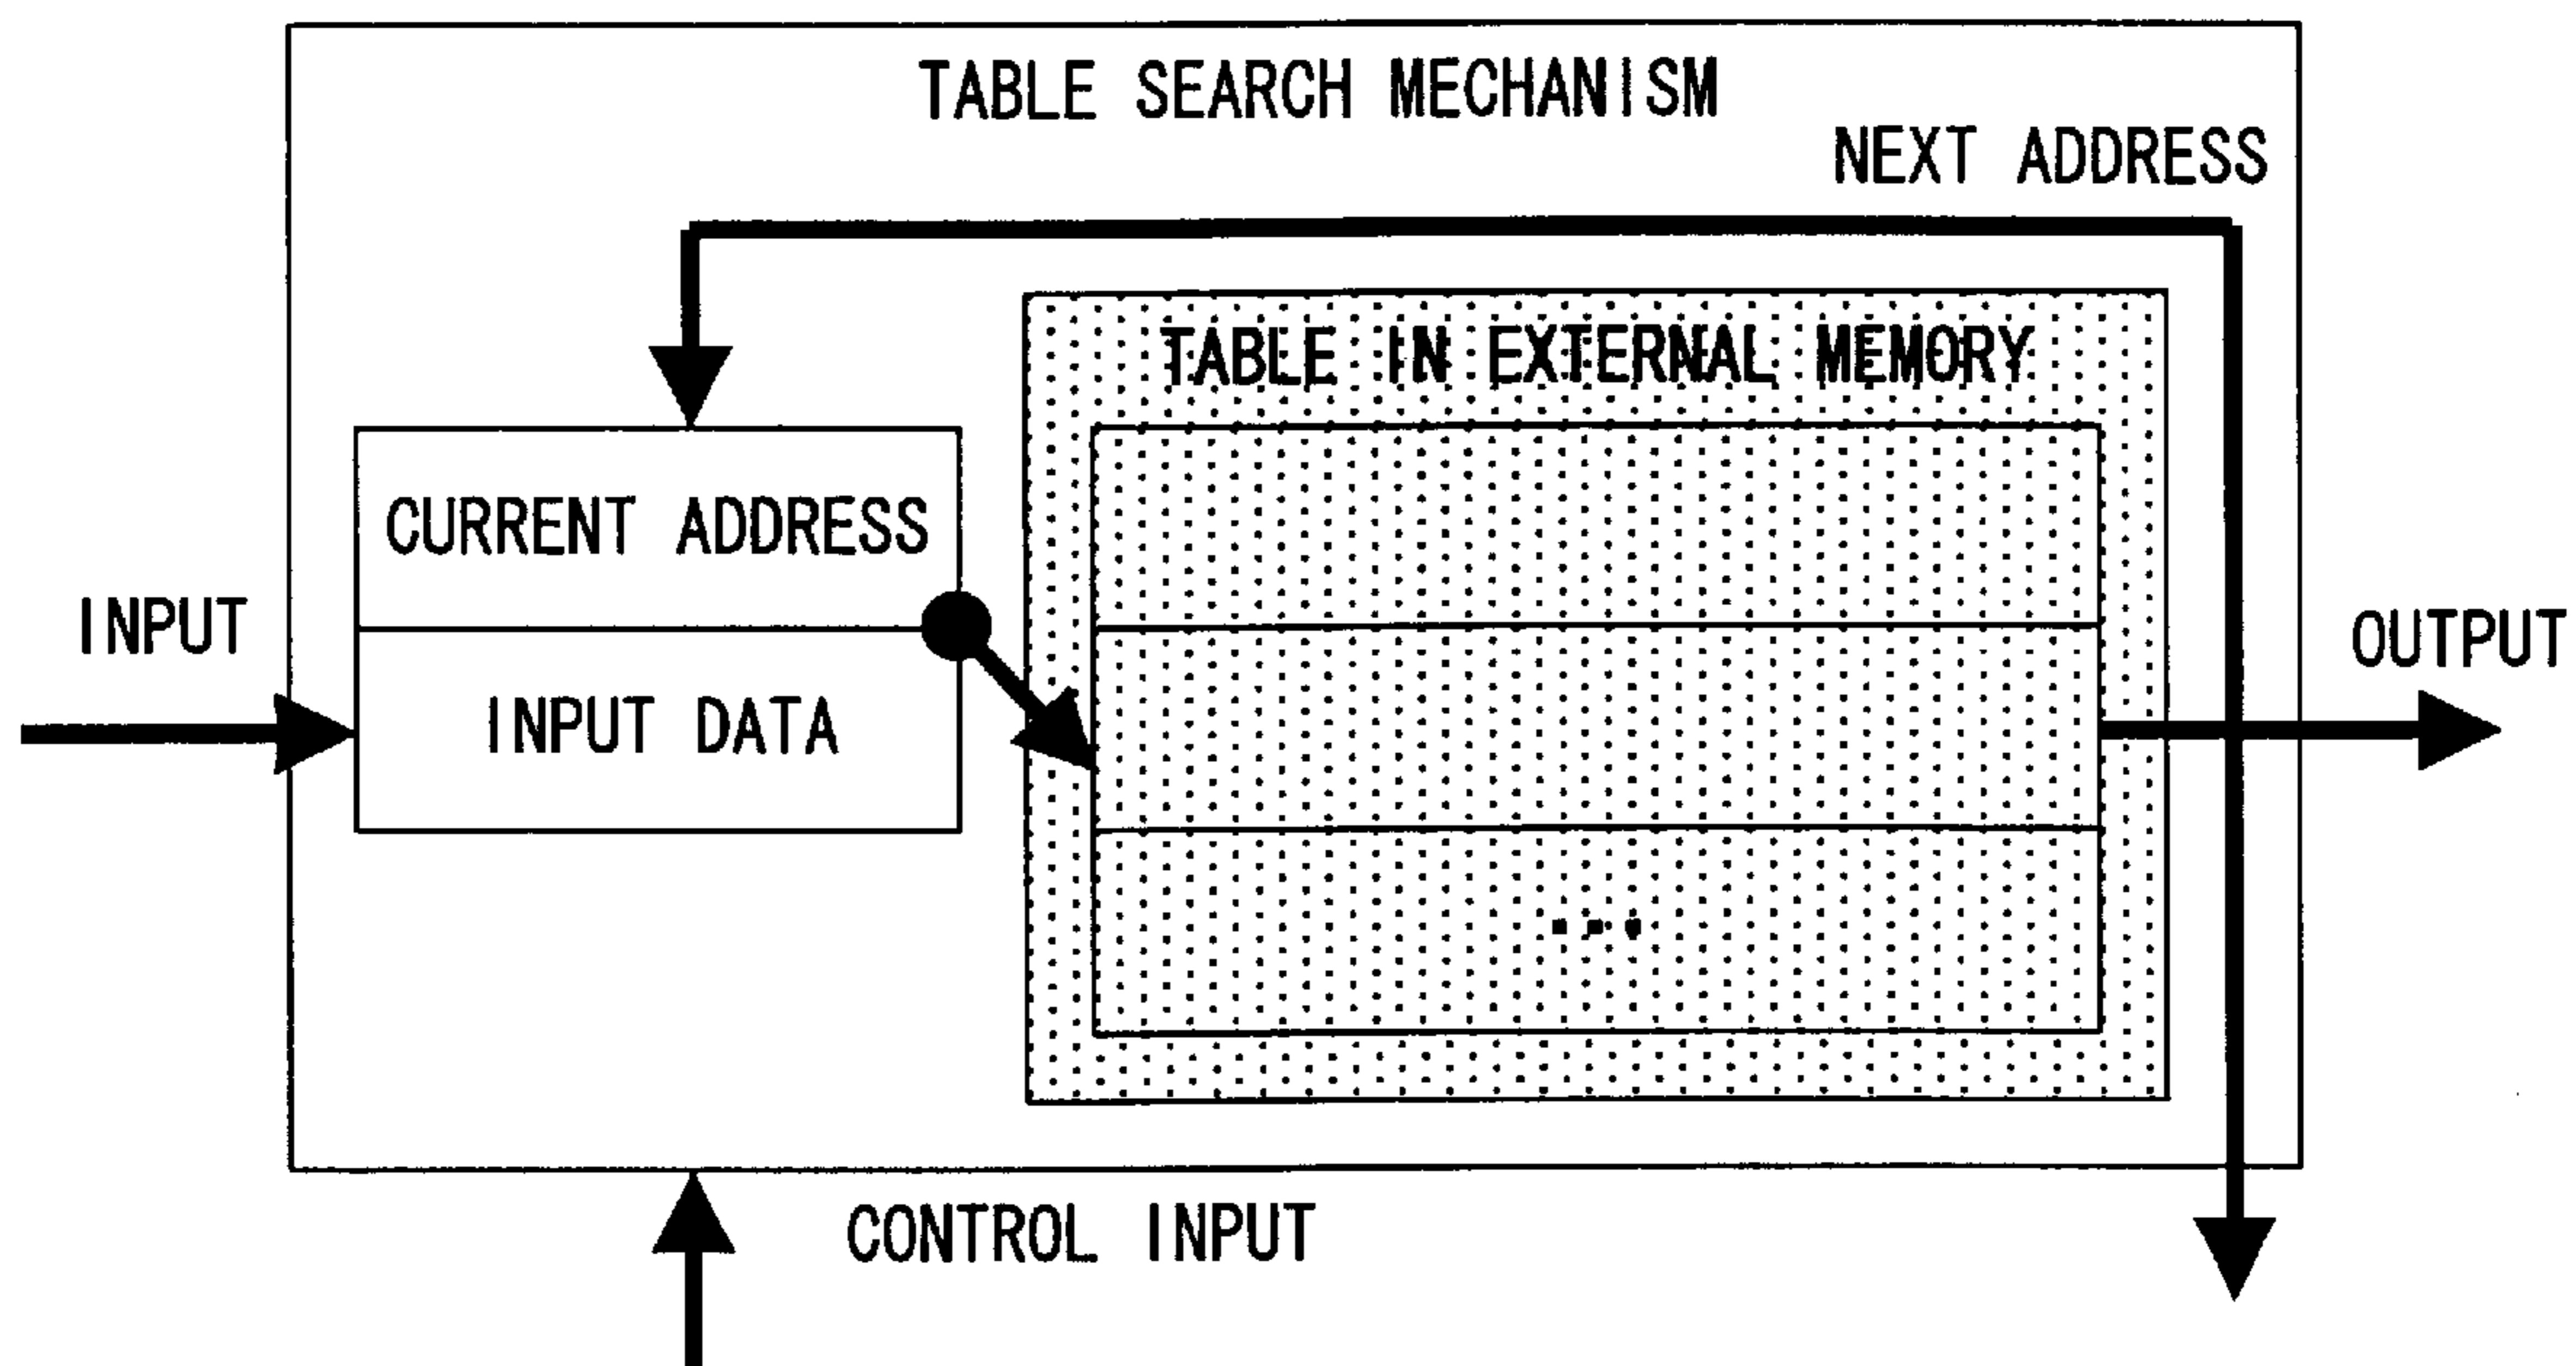 TABLE SEARCH MECHANISM
NEXT ADDRESS
TABLE IN EXTERNAL MEMORY
CURRENT ADDRESS
INPUT
OUTPUT
INPUT DATA
...
CONTROL INPUT